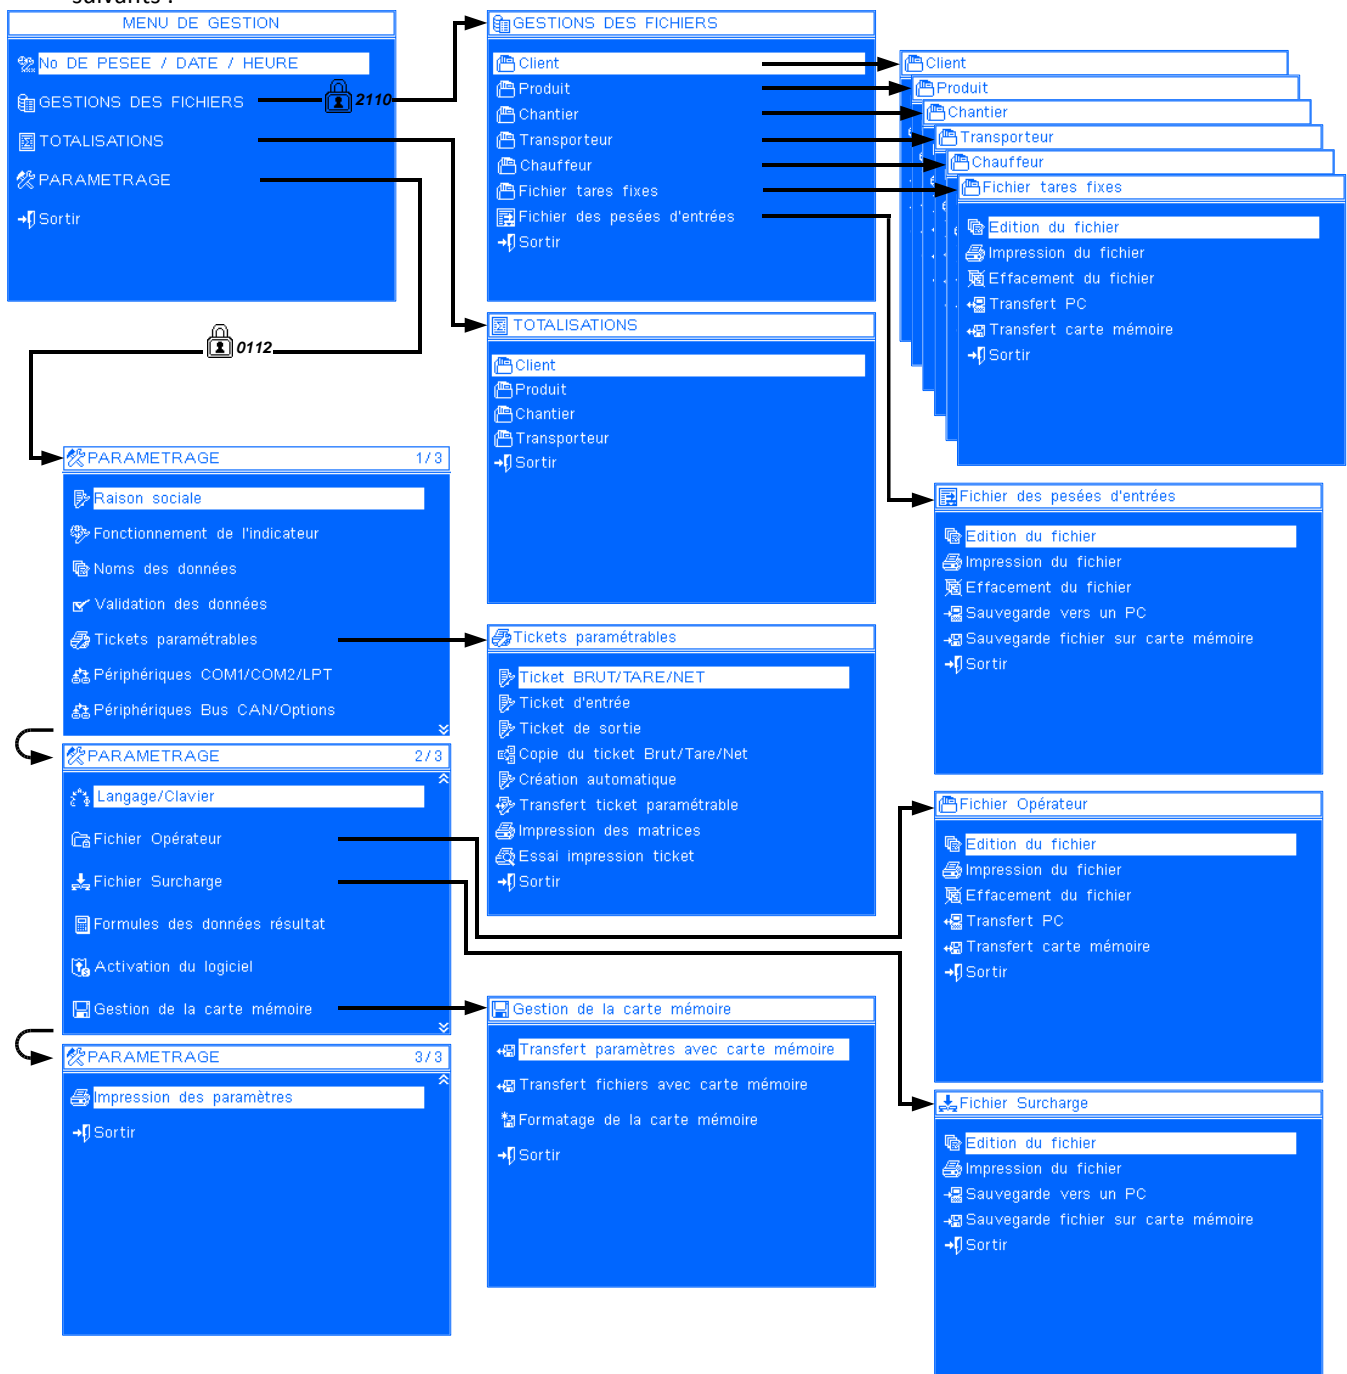 suivants :
MENU DE GESTION
No DE PESEE / DATE / HEURE
GESTIONS DES FICHIERS
2110
TOTALISATIONS
PARAMETRAGE
Sortir
0112
GESTIONS DES FICHIERS
Client
Produit
Chantier
Transporteur
Chauffeur
Fichier tares fixes
Fichier des pesées d'entrées
Sortir
Client
Produit
Chantier
Transporteur
Chauffeur
Fichier tares fixes
Edition du fichier
Impression du fichier
Effacement du fichier
Transfert PC
Transfert carte mémoire
Sortir
TOTALISATIONS
Client
Produit
Chantier
Transporteur
Sortir
PARAMETRAGE 1/3
Raison sociale
Fonctionnement de l'indicateur
Noms des données
Validation des données
Tickets paramétrables
Périphériques COM1/COM2/LPT
Périphériques Bus CAN/Options
Fichier des pesées d'entrées
Edition du fichier
Impression du fichier
Effacement du fichier
Sauvegarde vers un PC
Sauvegarde fichier sur carte mémoire
Sortir
Tickets paramétrables
Ticket BRUT/TARE/NET
Ticket d'entrée
Ticket de sortie
Copie du ticket Brut/Tare/Net
Création automatique
Transfert ticket paramétrable
Impression des matrices
Essai impression ticket
Sortir
PARAMETRAGE 2/3
Langage/Clavier
Fichier Opérateur
Fichier Surcharge
Formules des données résultat
Activation du logiciel
Gestion de la carte mémoire
Fichier Opérateur
Edition du fichier
Impression du fichier
Effacement du fichier
Transfert PC
Transfert carte mémoire
Sortir
Gestion de la carte mémoire
Transfert paramètres avec carte mémoire
Transfert fichiers avec carte mémoire
Formatage de la carte mémoire
Sortir
PARAMETRAGE 3/3
Impression des paramètres
Sortir
Fichier Surcharge
Edition du fichier
Impression du fichier
Sauvegarde vers un PC
Sauvegarde fichier sur carte mémoire
Sortir